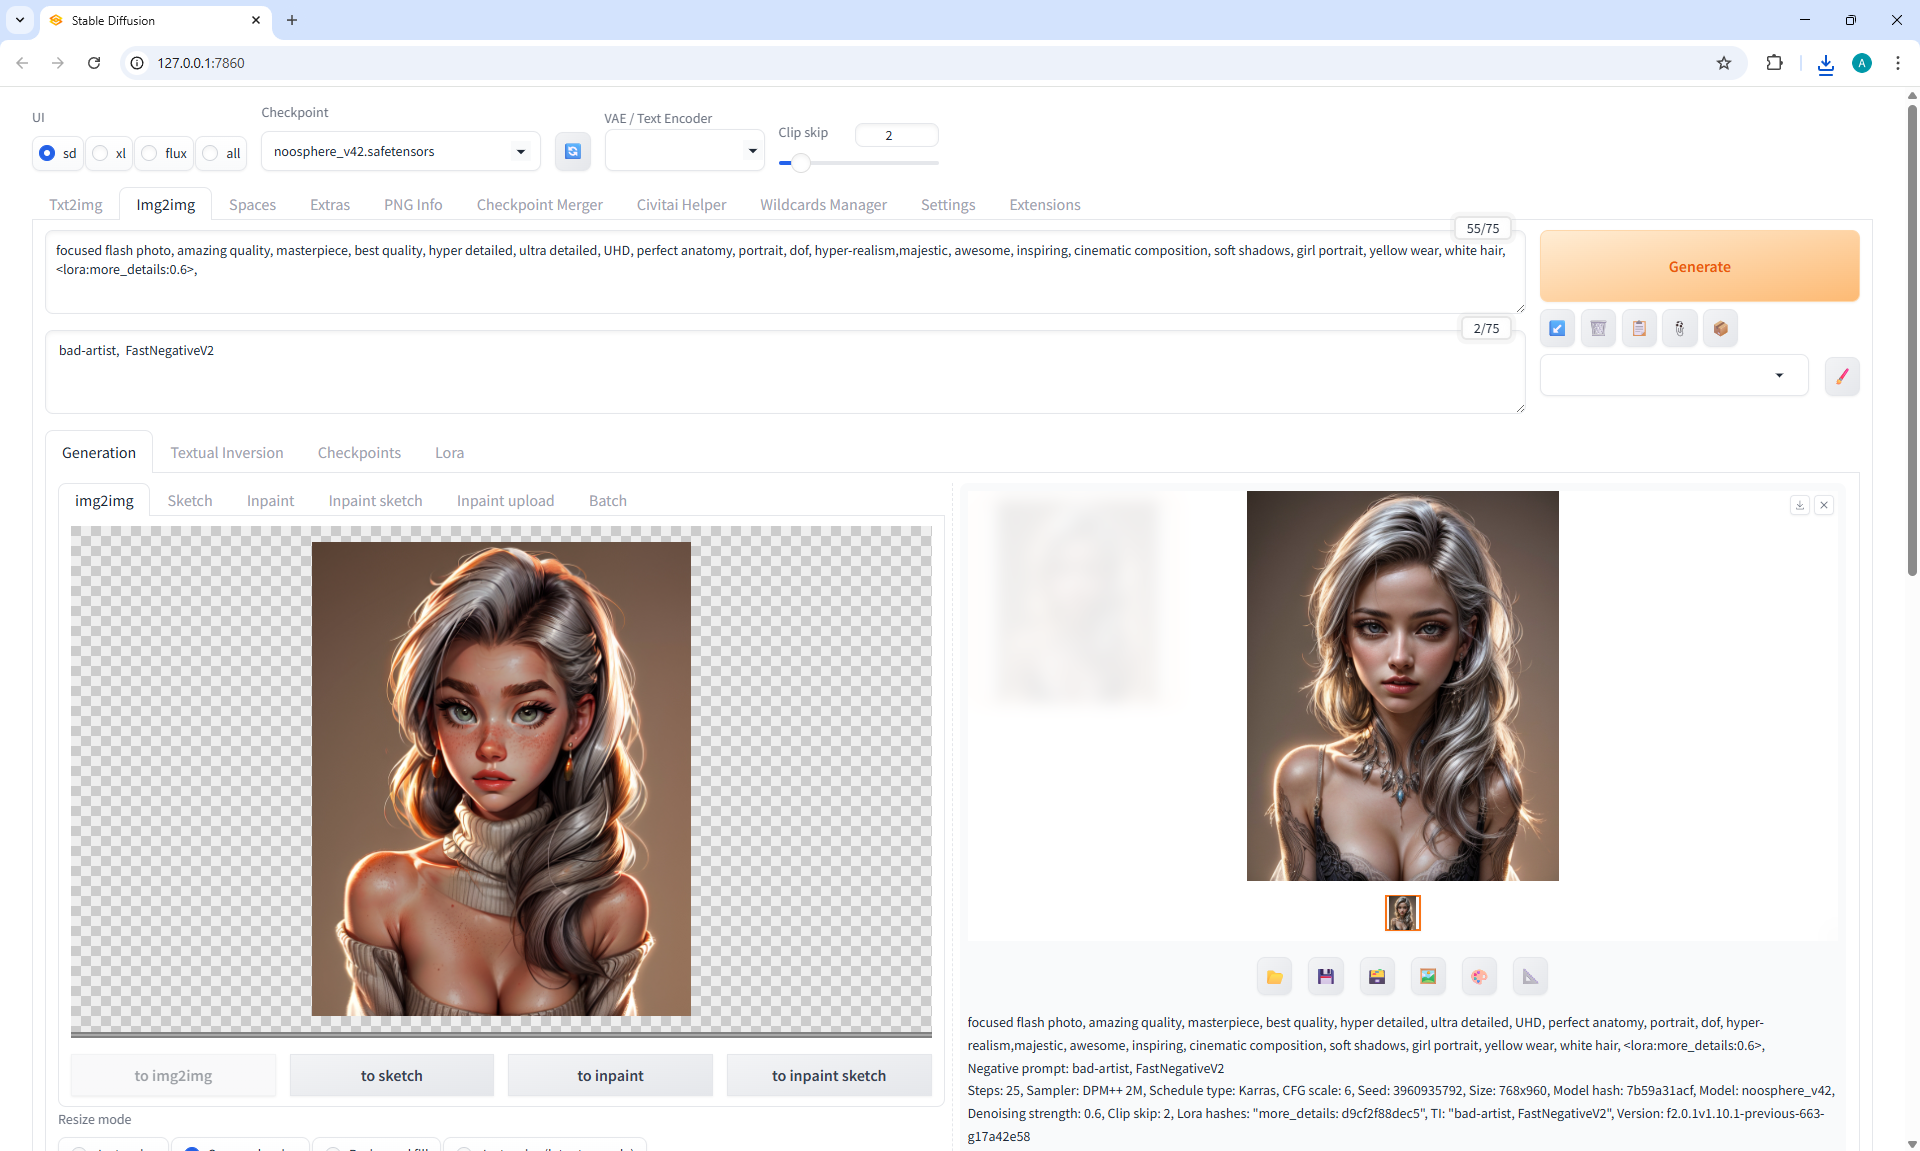 Stable Diffusion
127.0.0.1:7860
A
UI
Checkpoint
VAE / Text Encoder
Clip skip
2
sd
xl
flux
all
noosphere_v42.safetensors
Txt2img
Img2img
Spaces
Extras
PNG Info
Checkpoint Merger
Civitai Helper
Wildcards Manager
Settings
Extensions
55/75
focused flash photo, amazing quality, masterpiece, best quality, hyper detailed, ultra detailed, UHD, perfect anatomy, portrait, dof, hyper-realism,majestic, awesome, inspiring, cinematic composition, soft shadows, girl portrait, yellow wear, white hair,
<lora:more_details:0.6>,
Generate
2/75
bad-artist, FastNegativeV2
Generation
Textual Inversion
Checkpoints
Lora
img2img
Sketch
Inpaint
Inpaint sketch
Inpaint upload
Batch
to img2img
to sketch
to inpaint
to inpaint sketch
Resize mode
focused flash photo, amazing quality, masterpiece, best quality, hyper detailed, ultra detailed, UHD, perfect anatomy, portrait, dof, hyper-
realism,majestic, awesome, inspiring, cinematic composition, soft shadows, girl portrait, yellow wear, white hair, <lora:more_details:0.6>,
Negative prompt: bad-artist, FastNegativeV2
Steps: 25, Sampler: DPM++ 2M, Schedule type: Karras, CFG scale: 6, Seed: 3960935792, Size: 768x960, Model hash: 7b59a31acf, Model: noosphere_v42,
Denoising strength: 0.6, Clip skip: 2, Lora hashes: "more_details: d9cf2f88dec5", TI: "bad-artist, FastNegativeV2", Version: f2.0.1v1.10.1-previous-663-
g17a42e58